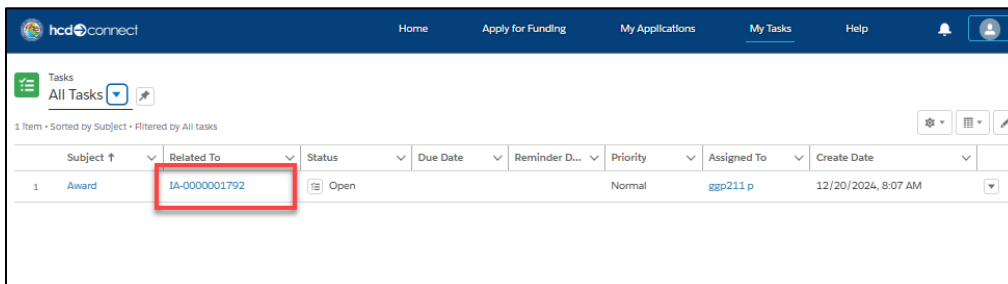 hcd connect Home Apply for Funding My Applications My Tasks Help
Tasks
All Tasks
1 item • Sorted by Subject • Filtered by All tasks
Subject ↑ Related To Status Due Date Reminder D... Priority Assigned To Create Date
1 Award IA-0000001792 Open Normal ggp211 p 12/20/2024, 8:07 AM